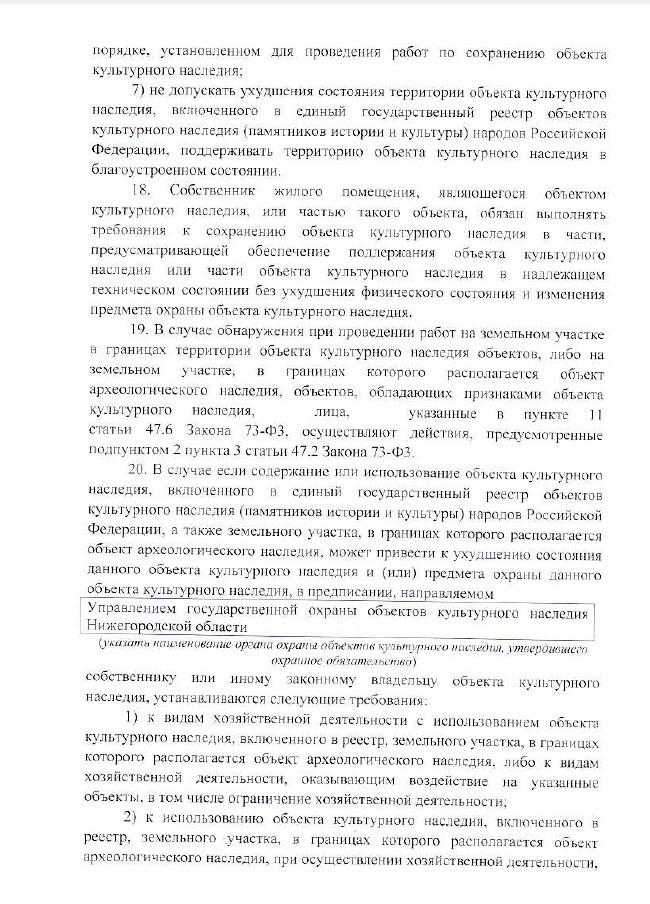 порядке, установленном для проведения работ по сохранению объекта
культурного наследия;
7) не допускать ухудшения состояния территории объекта культурного
наследия, включенного в единый государственный реестр объектов
культурного наследия (памятников истории и культуры) народов Российской
Федерации, поддерживать территорию объекта культурного наследия в
благоустроенном состоянии.
18. Собственник жилого помещения, являющегося объектом
культурного наследия, или частью такого объекта, обязан выполнять
требования к сохранению объекта культурного наследия в части,
предусматривающей обеспечение поддержания объекта культурного
наследия или части объекта культурного наследия в надлежащем
техническом состоянии без ухудшения физического состояния и изменения
предмета охраны объекта культурного наследия.
19. В случае обнаружения при проведении работ на земельном участке
в границах территории объекта культурного наследия объектов, либо на
земельном участке, в границах которого располагается объект
археологического наследия, объектов, обладающих признаками объекта
культурного наследия, лица, указанные в пункте 11
статьи 47.6 Закона 73-ФЗ, осуществляют действия, предусмотренные
подпунктом 2 пункта 3 статьи 47.2 Закона 73-ФЗ.
20. В случае если содержание или использование объекта культурного
наследия, включенного в единый государственный реестр объектов
культурного наследия (памятников истории и культуры) народов Российской
Федерации, а также земельного участка, в границах которого располагается
объект археологического наследия, может привести к ухудшению состояния
данного объекта культурного наследия и (или) предмета охраны данного
объекта культурного наследия, в предписании, направляемом
Управлением государственной охраны объектов культурного наследия
Нижегородской области
(указать наименование органа охраны объектов культурного наследия, утвердившего
охранное обязательство)
собственнику или иному законному владельцу объекта культурного
наследия, устанавливаются следующие требования:
1) к видам хозяйственной деятельности с использованием объекта
культурного наследия, включенного в реестр, земельного участка, в границах
которого располагается объект археологического наследия, либо к видам
хозяйственной деятельности, оказывающим воздействие на указанные
объекты, в том числе ограничение хозяйственной деятельности;
2) к использованию объекта культурного наследия, включенного в
реестр, земельного участка, в границах которого располагается объект
археологического наследия, при осуществлении хозяйственной деятельности,